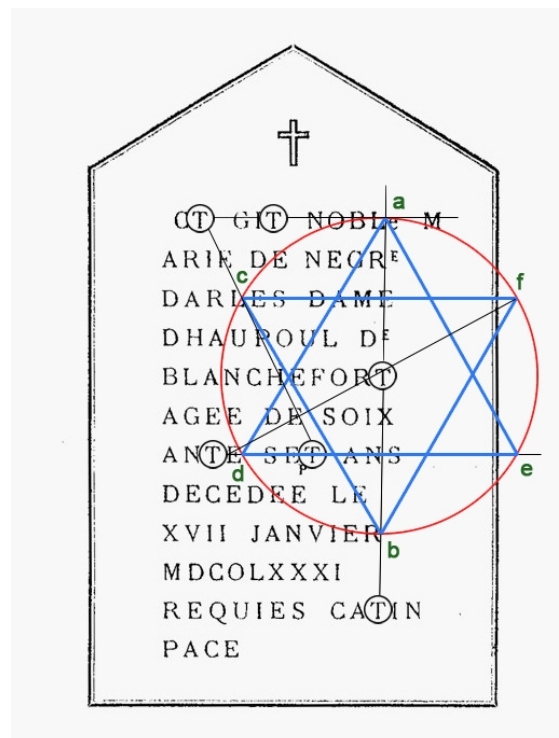 a
CT GIT NOBLe M
ARIE DE NEGRᴱ
c
f
DARLES DAME
DHAUPOUL Dᴱ
BLANCHEFORT
AGEE DE SOIX
ANTE SEᴛ ANS
p
d
e
DECEDEE LE
XVII JANVIER
b
MDCOLXXXI
REQUIES CATIN
PACE